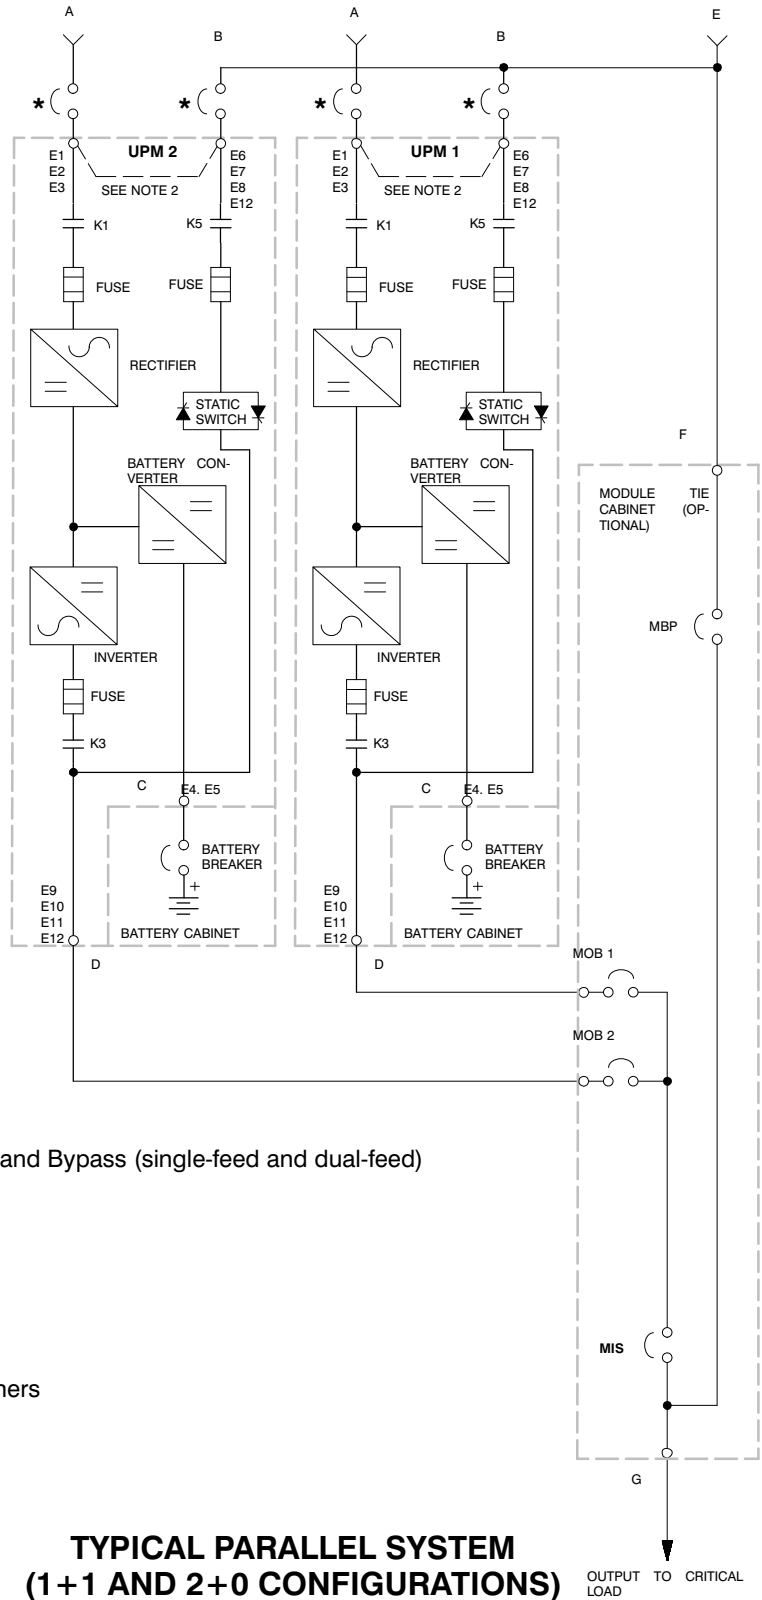 A
B
A
B
E
*
*
*
*
UPM 2
UPM 1
E1
E2
E3
E6
E7
E8
E12
SEE NOTE 2
E1
E2
E3
E6
E7
E8
E12
SEE NOTE 2
K1
K5
K1
K5
FUSE
FUSE
FUSE
FUSE
RECTIFIER
RECTIFIER
STATIC
SWITCH
STATIC
SWITCH
F
BATTERY CON-
VERTER
BATTERY CON-
VERTER
MODULE TIE
CABINET (OP-
TIONAL)
MBP
INVERTER
INVERTER
FUSE
FUSE
K3
K3
C
E4. E5
C
E4. E5
BATTERY
BREAKER
BATTERY
BREAKER
+
+
E9
E10
E11
E12
E9
E10
E11
E12
BATTERY CABINET
BATTERY CABINET
D
D
MOB 1
MOB 2
and Bypass (single-feed and dual-feed)
MIS
ners
G
TYPICAL PARALLEL SYSTEM
(1+1 AND 2+0 CONFIGURATIONS)
OUTPUT TO CRITICAL
LOAD